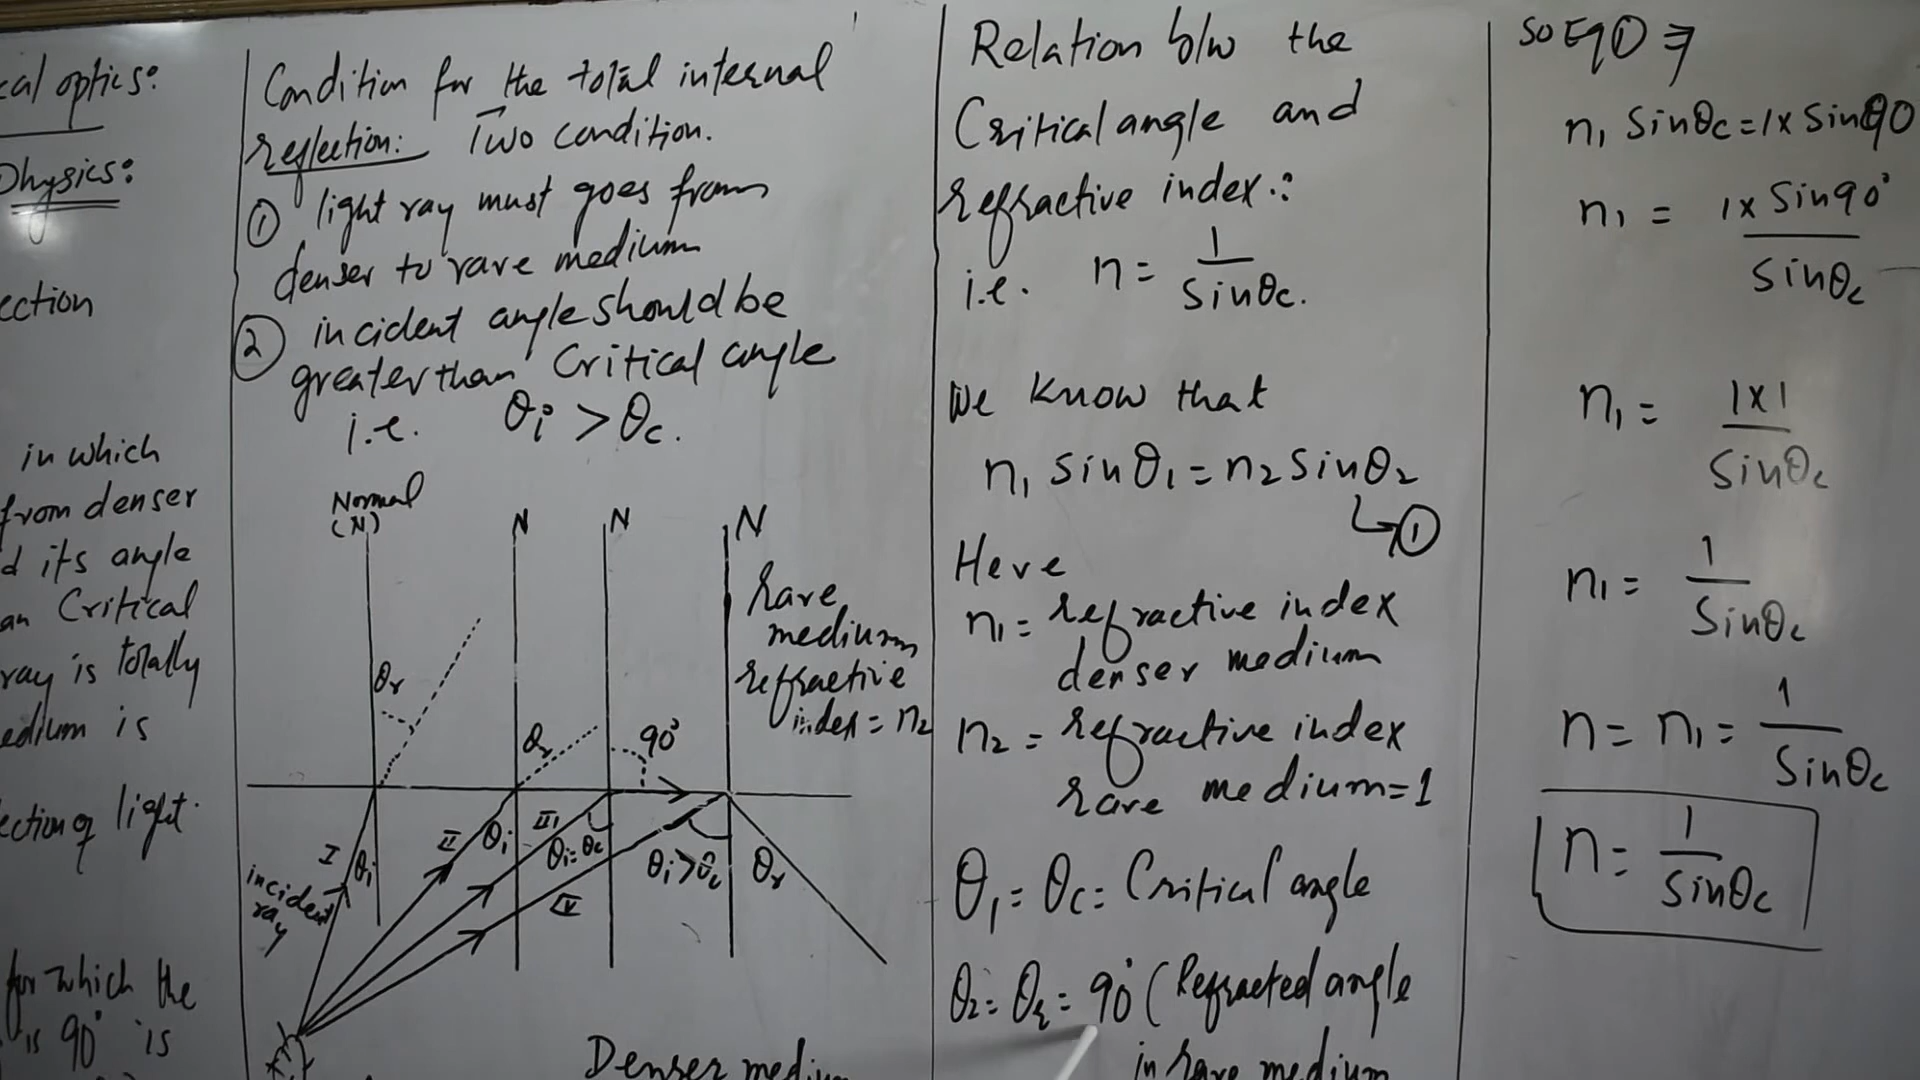 cal optics:
Physics:
ection
in which
from denser
d its angle
an Critical
ray is totally
edium is
ection of light.
for which the
is 90° is
Condition for the total internal
reflection: Two condition.
① light ray must goes from
denser to rare medium
② incident angle should be
greater than Critical angle
i.e. θi > θc.
Normal
(N)
N
N
N
rare
medium
refractive
index = n2
θr
θr
90°
I
θi
incident
ray
II
θi
III
θi = θc
IV
θi > θc
θr
Denser medium
Relation b/w the
Critical angle and
refractive index.:
i.e. n = 1/Sinθc.
We know that
n1 sinθ1 = n2 sinθ2
↳①
Here
n1 = refractive index
denser medium
n2 = refractive index
rare medium = 1
θ1 = θc = Critical angle
θ2 = θr = 90° (Refracted angle
in rare medium
So Eq ① ⇒
n1 Sinθc = 1 x Sin90
n1 = 1 x Sin90° / Sinθc
n1 = 1x1 / Sinθc
n1 = 1 / Sinθc
n = n1 = 1 / Sinθc
n = 1 / Sinθc